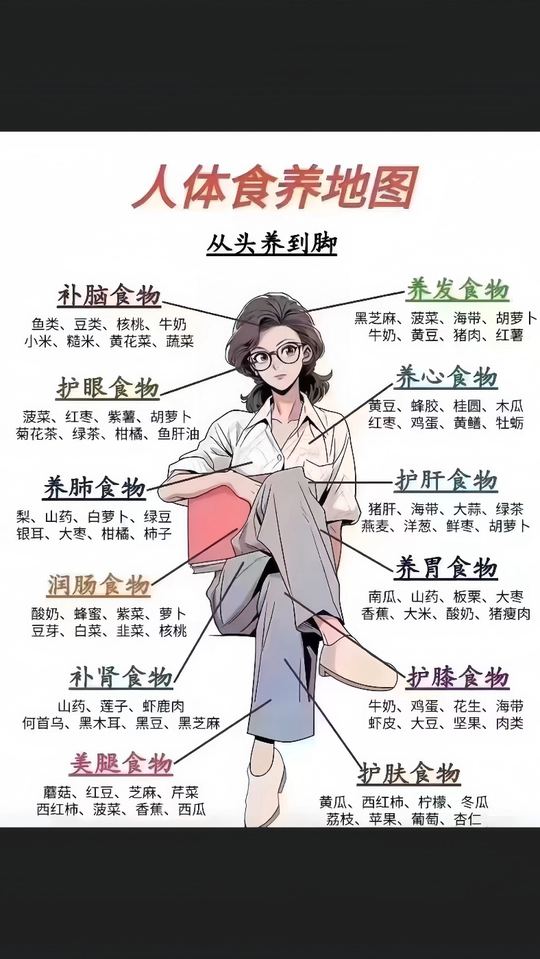 人体食养地图
从头养到脚
补脑食物
鱼类、豆类、核桃、牛奶
小米、糙米、黄花菜、蔬菜
养发食物
黑芝麻、菠菜、海带、胡萝卜
牛奶、黄豆、猪肉、红薯
护眼食物
菠菜、红枣、紫薯、胡萝卜
菊花茶、绿茶、柑橘、鱼肝油
养心食物
黄豆、蜂胶、桂圆、木瓜
红枣、鸡蛋、黄鳝、牡蛎
养肺食物
梨、山药、白萝卜、绿豆
银耳、大枣、柑橘、柿子
护肝食物
猪肝、海带、大蒜、绿茶
燕麦、洋葱、鲜枣、胡萝卜
润肠食物
酸奶、蜂蜜、紫菜、萝卜
豆芽、白菜、韭菜、核桃
养胃食物
南瓜、山药、板栗、大枣
香蕉、大米、酸奶、猪瘦肉
补肾食物
山药、莲子、虾鹿肉
何首乌、黑木耳、黑豆、黑芝麻
护膝食物
牛奶、鸡蛋、花生、海带
虾皮、大豆、坚果、肉类
美腿食物
蘑菇、红豆、芝麻、芹菜
西红柿、菠菜、香蕉、西瓜
护肤食物
黄瓜、西红柿、柠檬、冬瓜
荔枝、苹果、葡萄、杏仁